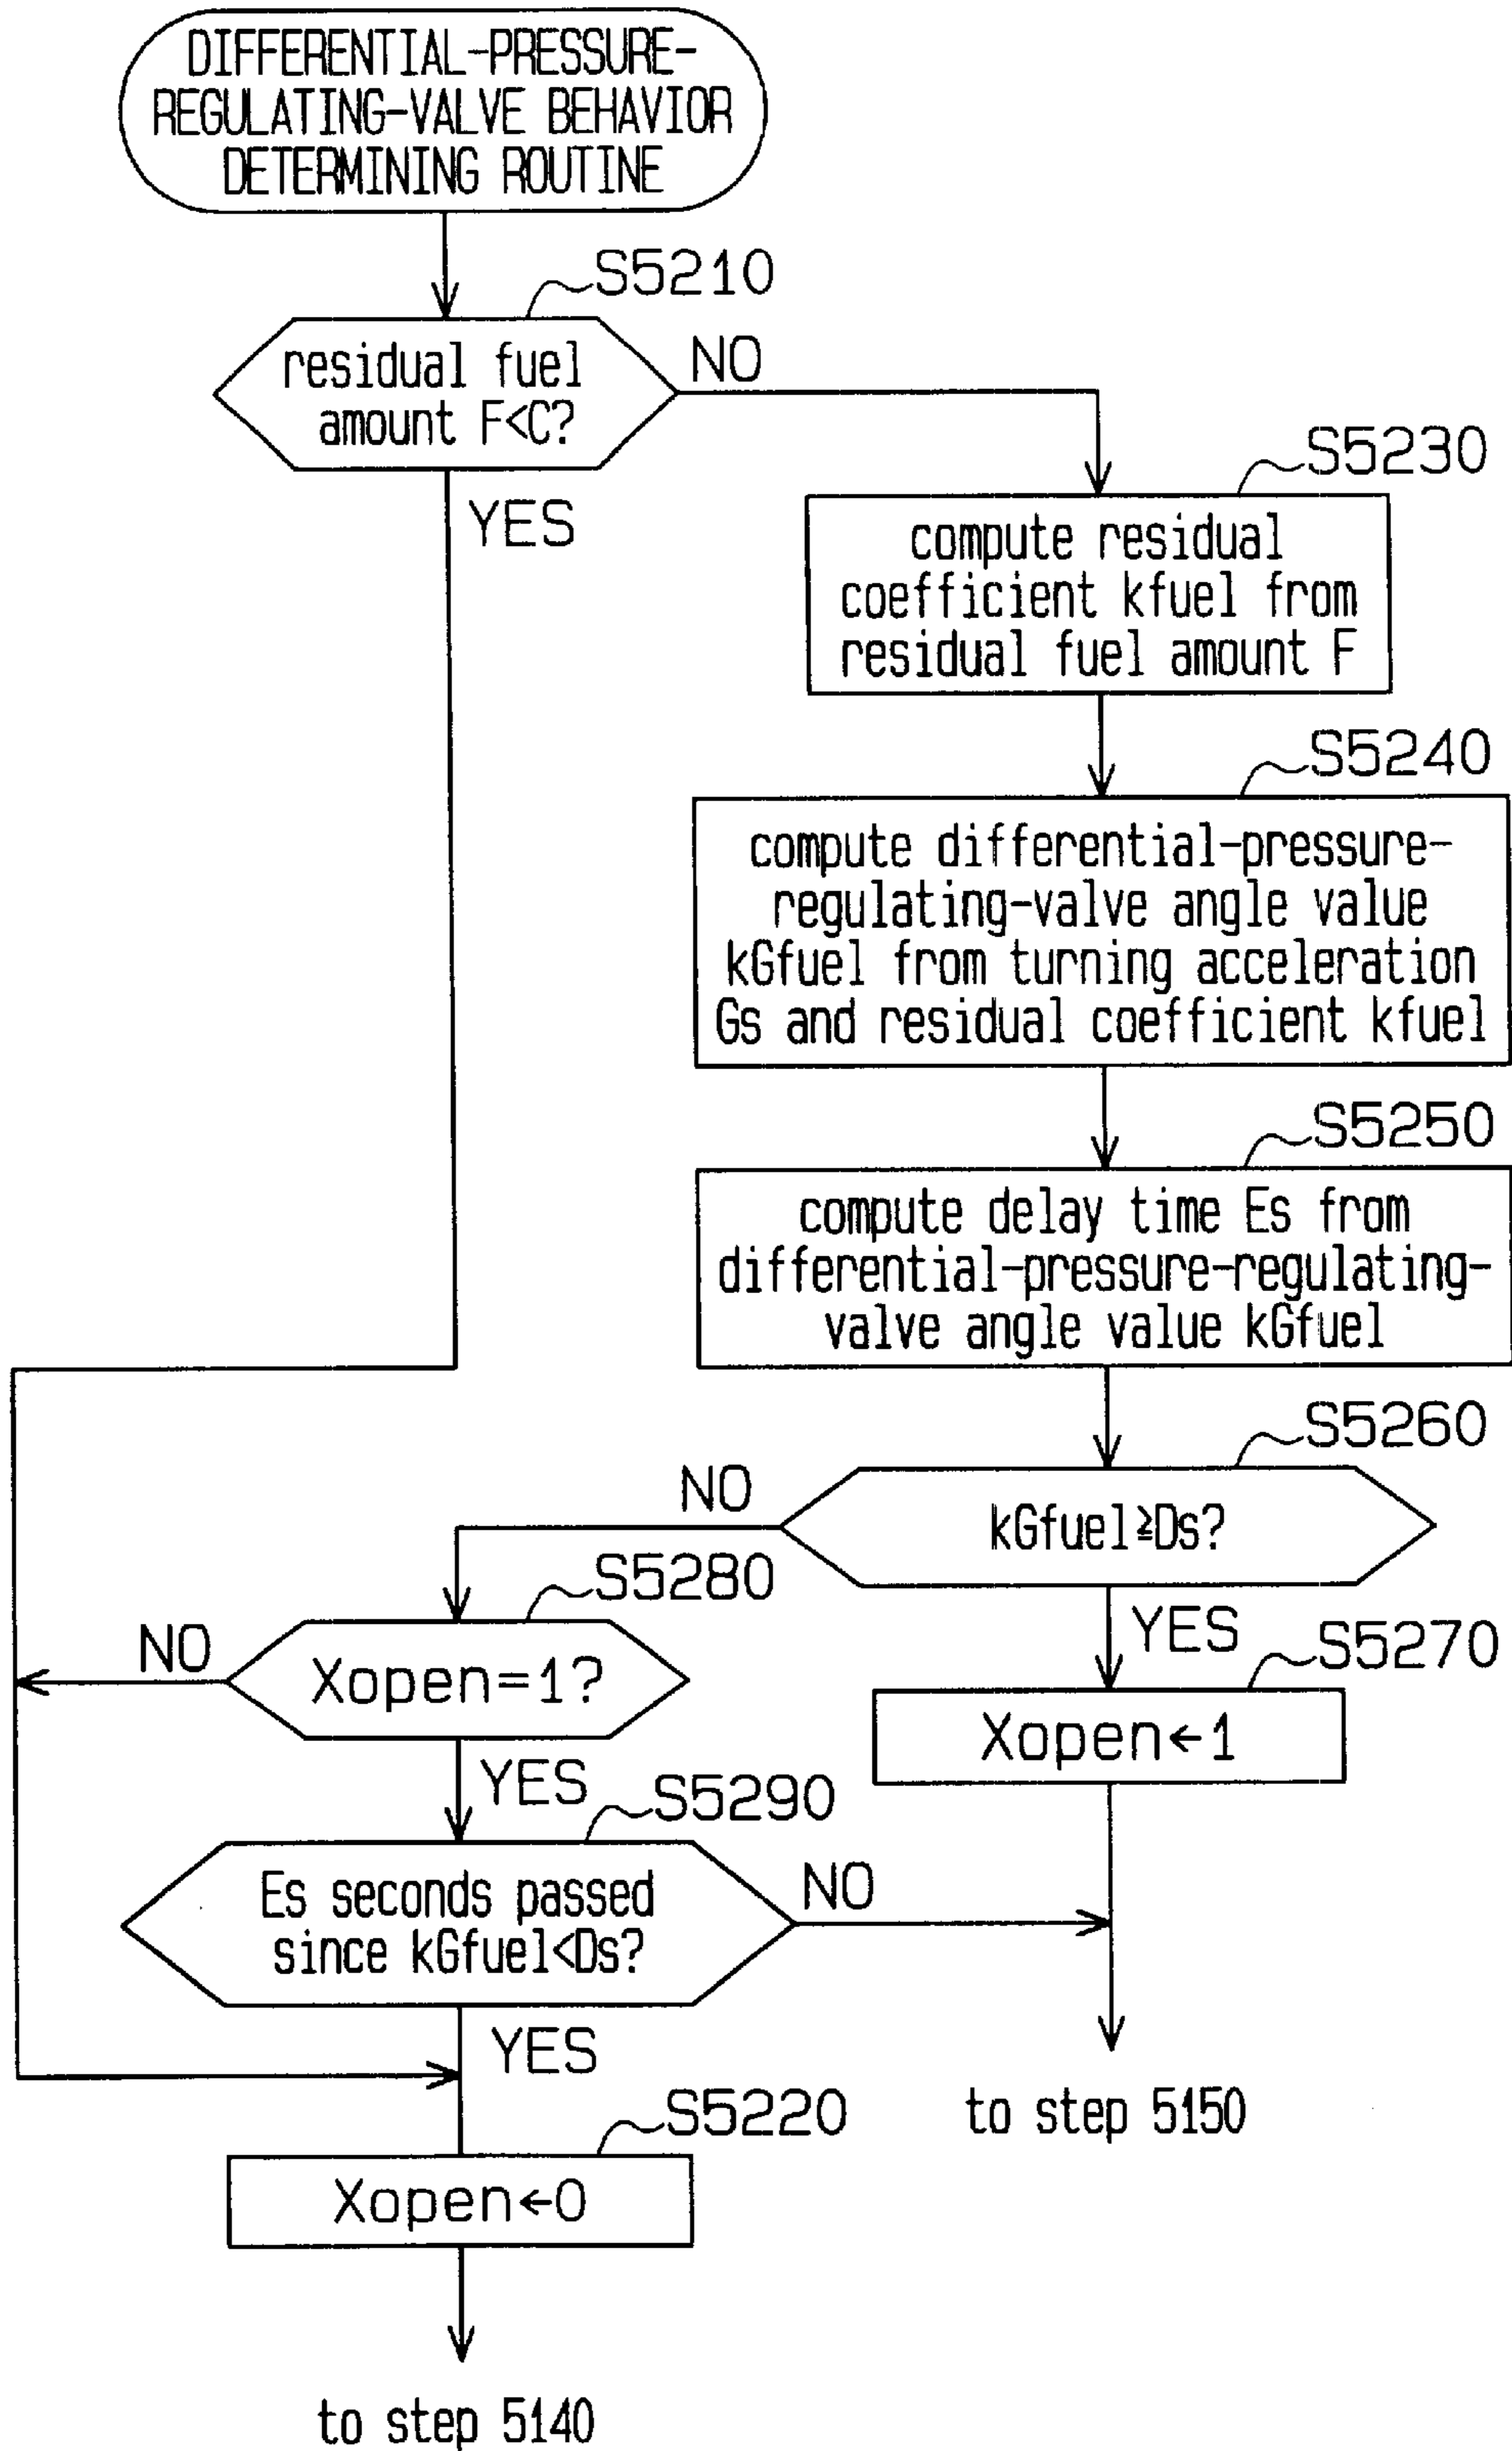 DIFFERENTIAL-PRESSURE-
REGULATING-VALVE BEHAVIOR
DETERMINING ROUTINE
S5210
residual fuel
amount F<C?
NO
YES
S5230
compute residual
coefficient kfuel from
residual fuel amount F
S5240
compute differential-pressure-
regulating-valve angle value
kGfuel from turning acceleration
Gs and residual coefficient kfuel
S5250
compute delay time Es from
differential-pressure-regulating-
valve angle value kGfuel
S5260
kGfuel≧Ds?
NO
YES
S5270
Xopen←1
S5280
Xopen=1?
NO
YES
S5290
Es seconds passed
since kGfuel<Ds?
NO
YES
to step 5150
S5220
Xopen←0
to step 5140